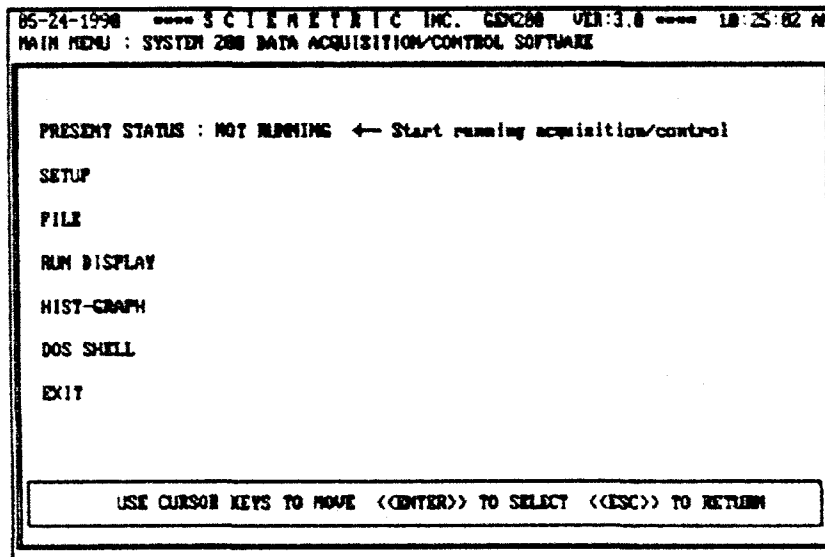 05-24-1990 ==== S C I E M E T R I C INC. GEN200 VER:3.0 ==== 10:25:02 AM
MAIN MENU : SYSTEM 200 DATA ACQUISITION/CONTROL SOFTWARE
PRESENT STATUS : NOT RUNNING <-- Start running acquisition/control
SETUP
FILE
RUN DISPLAY
HIST-GRAPH
DOS SHELL
EXIT
USE CURSOR KEYS TO MOVE <<ENTER>> TO SELECT <<ESC>> TO RETURN